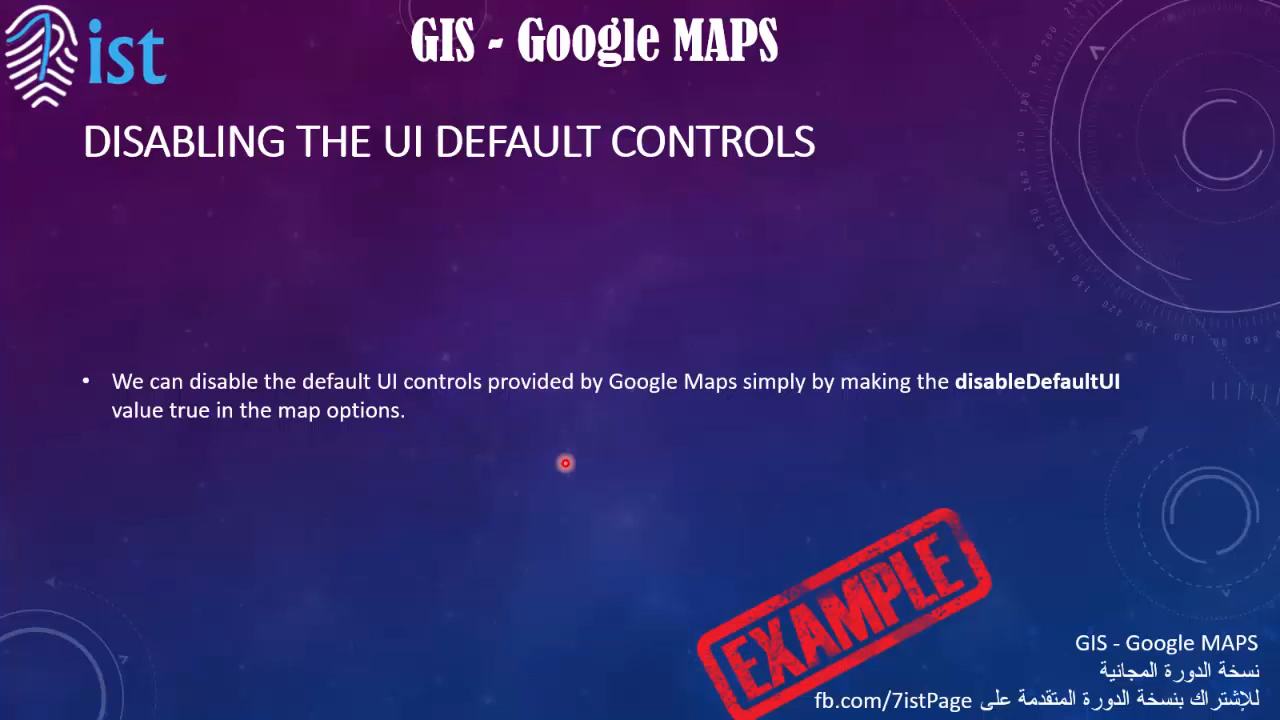 7ist
GIS - Google MAPS
DISABLING THE UI DEFAULT CONTROLS
• We can disable the default UI controls provided by Google Maps simply by making the disableDefaultUI
value true in the map options.
EXAMPLE
GIS - Google MAPS
نسخة الدورة المجانية
للإشتراك بنسخة الدورة المتقدمة على fb.com/7istPage